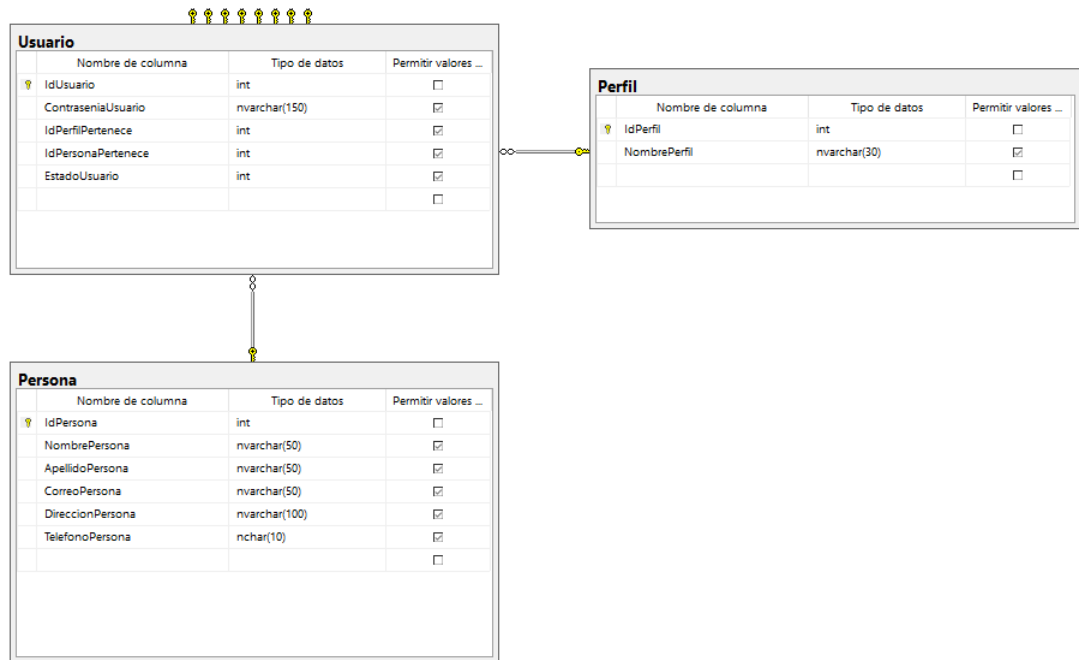 Usuario
Nombre de columna Tipo de datos Permitir valores ...
IdUsuario int
ContraseniaUsuario nvarchar(150)
IdPerfilPertenece int
IdPersonaPertenece int
EstadoUsuario int
Perfil
Nombre de columna Tipo de datos Permitir valores ...
IdPerfil int
NombrePerfil nvarchar(30)
Persona
Nombre de columna Tipo de datos Permitir valores ...
IdPersona int
NombrePersona nvarchar(50)
ApellidoPersona nvarchar(50)
CorreoPersona nvarchar(50)
DireccionPersona nvarchar(100)
TelefonoPersona nchar(10)